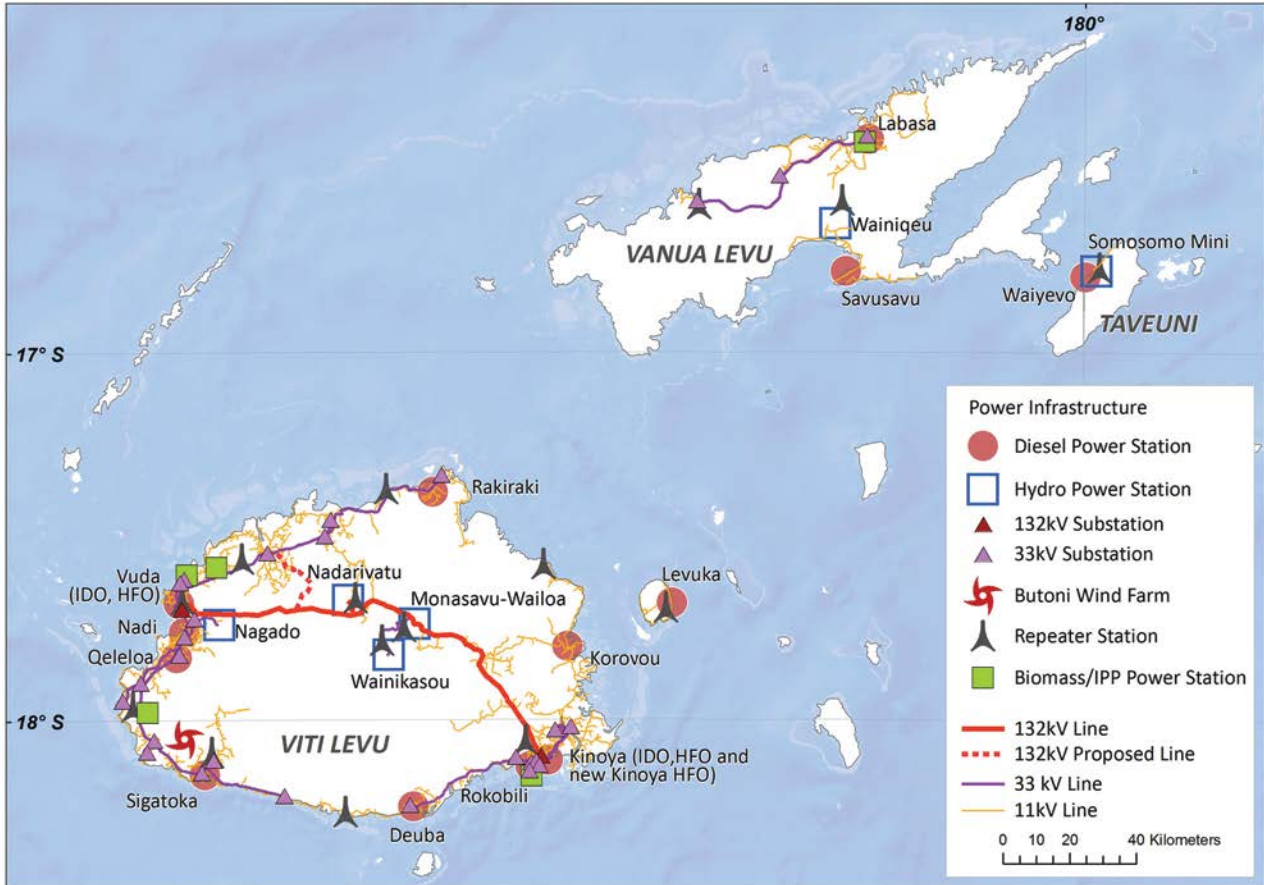 180°
Labasa
Wainiqeu
VANUA LEVU
Somosomo Mini
Savusavu
Waiyevo
TAVEUNI
17° S
Rakiraki
Vuda
(IDO, HFO)
Nadarivatu
Monasavu-Wailoa
Levuka
Nadi
Nagado
Qeleloa
Wainikasou
Korovou
18° S
VITI LEVU
Kinoya (IDO,HFO and
new Kinoya HFO)
Sigatoka
Rokobili
Deuba
Power Infrastructure
Diesel Power Station
Hydro Power Station
132kV Substation
33kV Substation
Butoni Wind Farm
Repeater Station
Biomass/IPP Power Station
132kV Line
132kV Proposed Line
33 kV Line
11kV Line
0 10 20 40 Kilometers